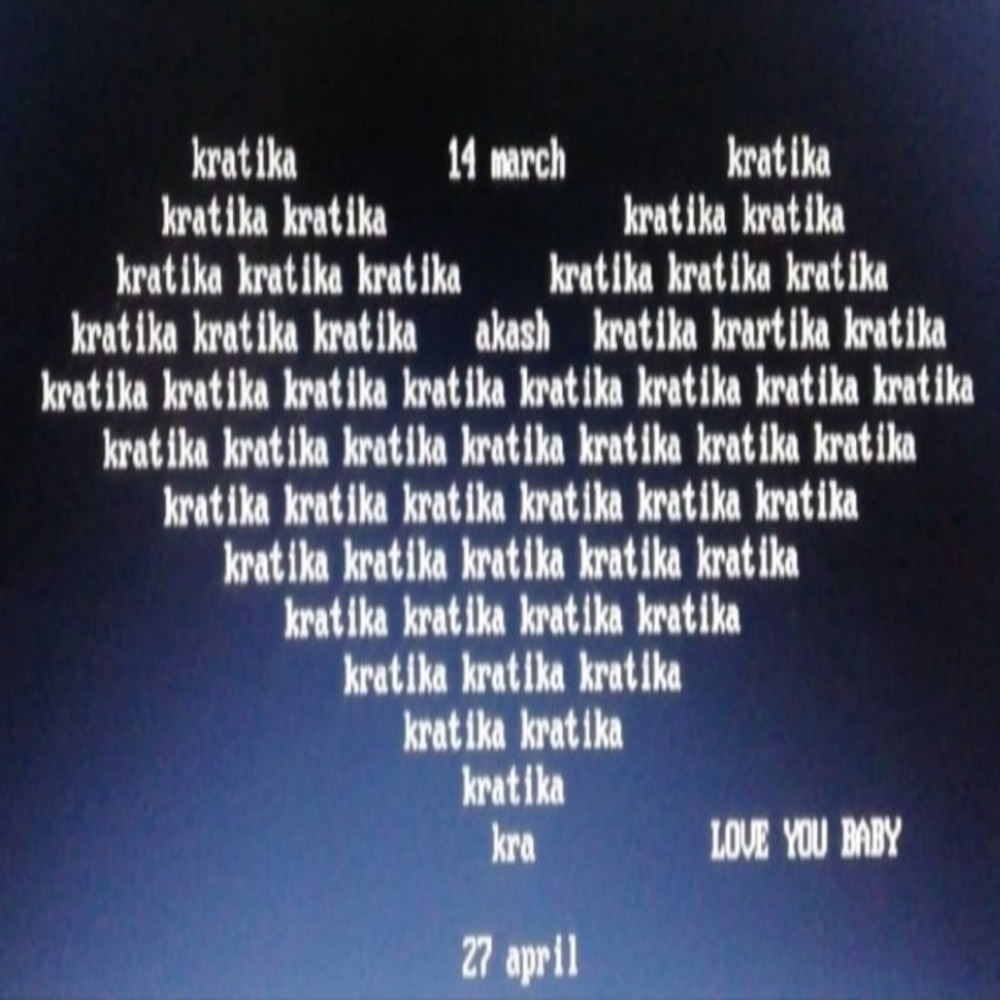 kratika 14 march kratika
kratika kratika kratika kratika
kratika kratika kratika kratika kratika kratika
kratika kratika kratika akash kratika krartika kratika
kratika kratika kratika kratika kratika kratika kratika kratika
kratika kratika kratika kratika kratika kratika kratika
kratika kratika kratika kratika kratika kratika
kratika kratika kratika kratika kratika
kratika kratika kratika kratika
kratika kratika kratika
kratika kratika
kratika
kra LOVE YOU BABY
27 april